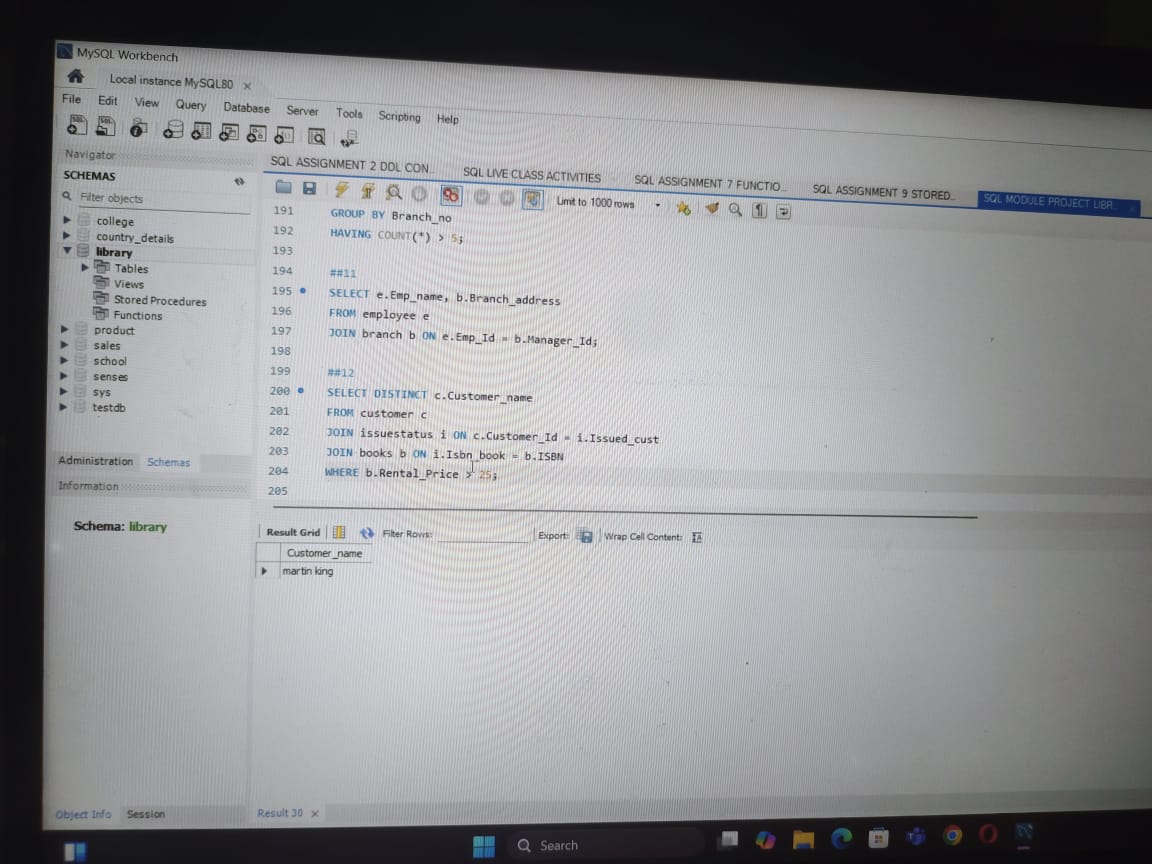 MySQL Workbench
Local instance MySQL80 ×
File Edit View Query Database Server Tools Scripting Help
Navigator
SCHEMAS
Filter objects
college
country_details
library
Tables
Views
Stored Procedures
Functions
product
sales
school
senses
sys
testdb
Administration Schemas
Information
Schema: library
Object Info Session
SQL ASSIGNMENT 2 DDL CON... SQL LIVE CLASS ACTIVITIES SQL ASSIGNMENT 7 FUNCTIO... SQL ASSIGNMENT 9 STORED... SQL MODULE PROJECT LIBR... ×
Limit to 1000 rows
191 GROUP BY Branch_no
192 HAVING COUNT(*) > 5;
193
194 ##11
195 SELECT e.Emp_name, b.Branch_address
196 FROM employee e
197 JOIN branch b ON e.Emp_Id = b.Manager_Id;
198
199 ##12
200 SELECT DISTINCT c.Customer_name
201 FROM customer c
202 JOIN issuestatus i ON c.Customer_Id = i.Issued_cust
203 JOIN books b ON i.Isbn_book = b.ISBN
204 WHERE b.Rental_Price > 25;
205
Result Grid Filter Rows: Export: Wrap Cell Content:
Customer_name
martin king
Result 30 ×
Search